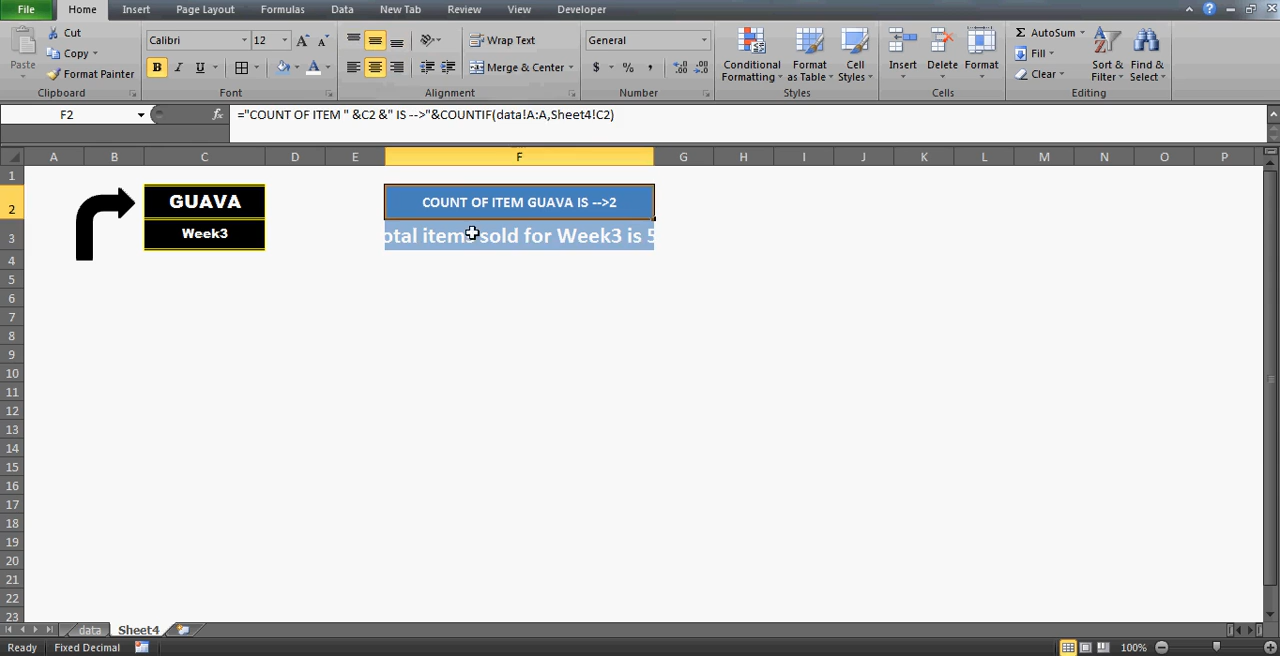 File Home Insert Page Layout Formulas Data New Tab Review View Developer
Paste Cut Copy Format Painter
Clipboard
Calibri 12 A A
B I U A
Font
Wrap Text
Merge & Center
Alignment
General
$ % , .00
Number
Conditional Formatting Format as Table Cell Styles
Styles
Insert Delete Format
Cells
Σ AutoSum
Fill
Clear
Sort & Filter Find & Select
Editing
F2 fx ="COUNT OF ITEM " &C2 &" IS -->"&COUNTIF(data!A:A,Sheet4!C2)
A B C D E F G H I J K L M N O P
1
2 GUAVA COUNT OF ITEM GUAVA IS -->2
3 Week3 otal items sold for Week3 is 5
4
5
6
7
8
9
10
11
12
13
14
15
16
17
18
19
20
21
22
23
data Sheet4
Ready Fixed Decimal 100%